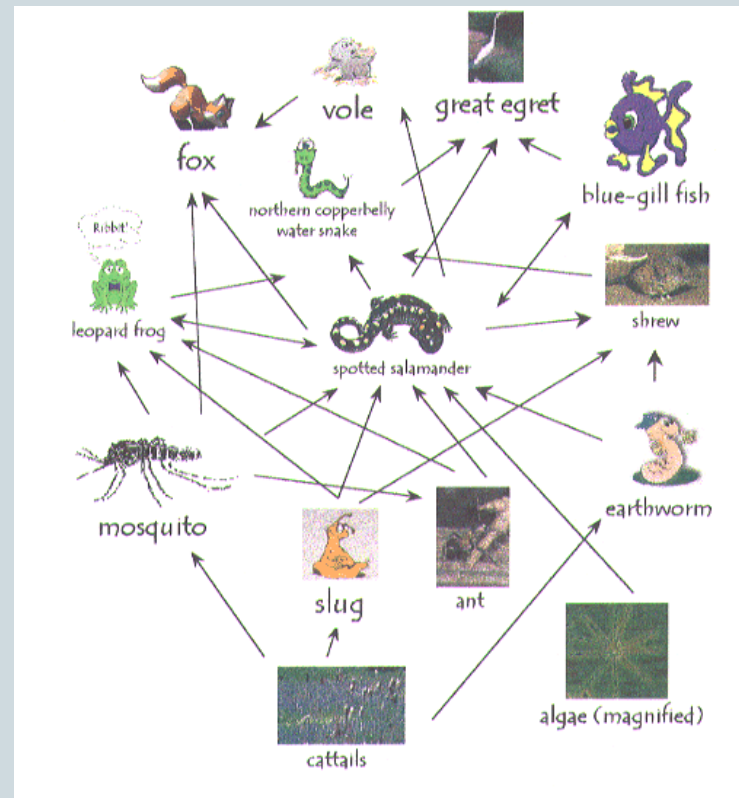 vole
great egret
fox
blue-gill fish
northern copperbelly
water snake
Ribbit!
leopard frog
shrew
spotted salamander
mosquito
earthworm
slug
ant
algae (magnified)
cattails